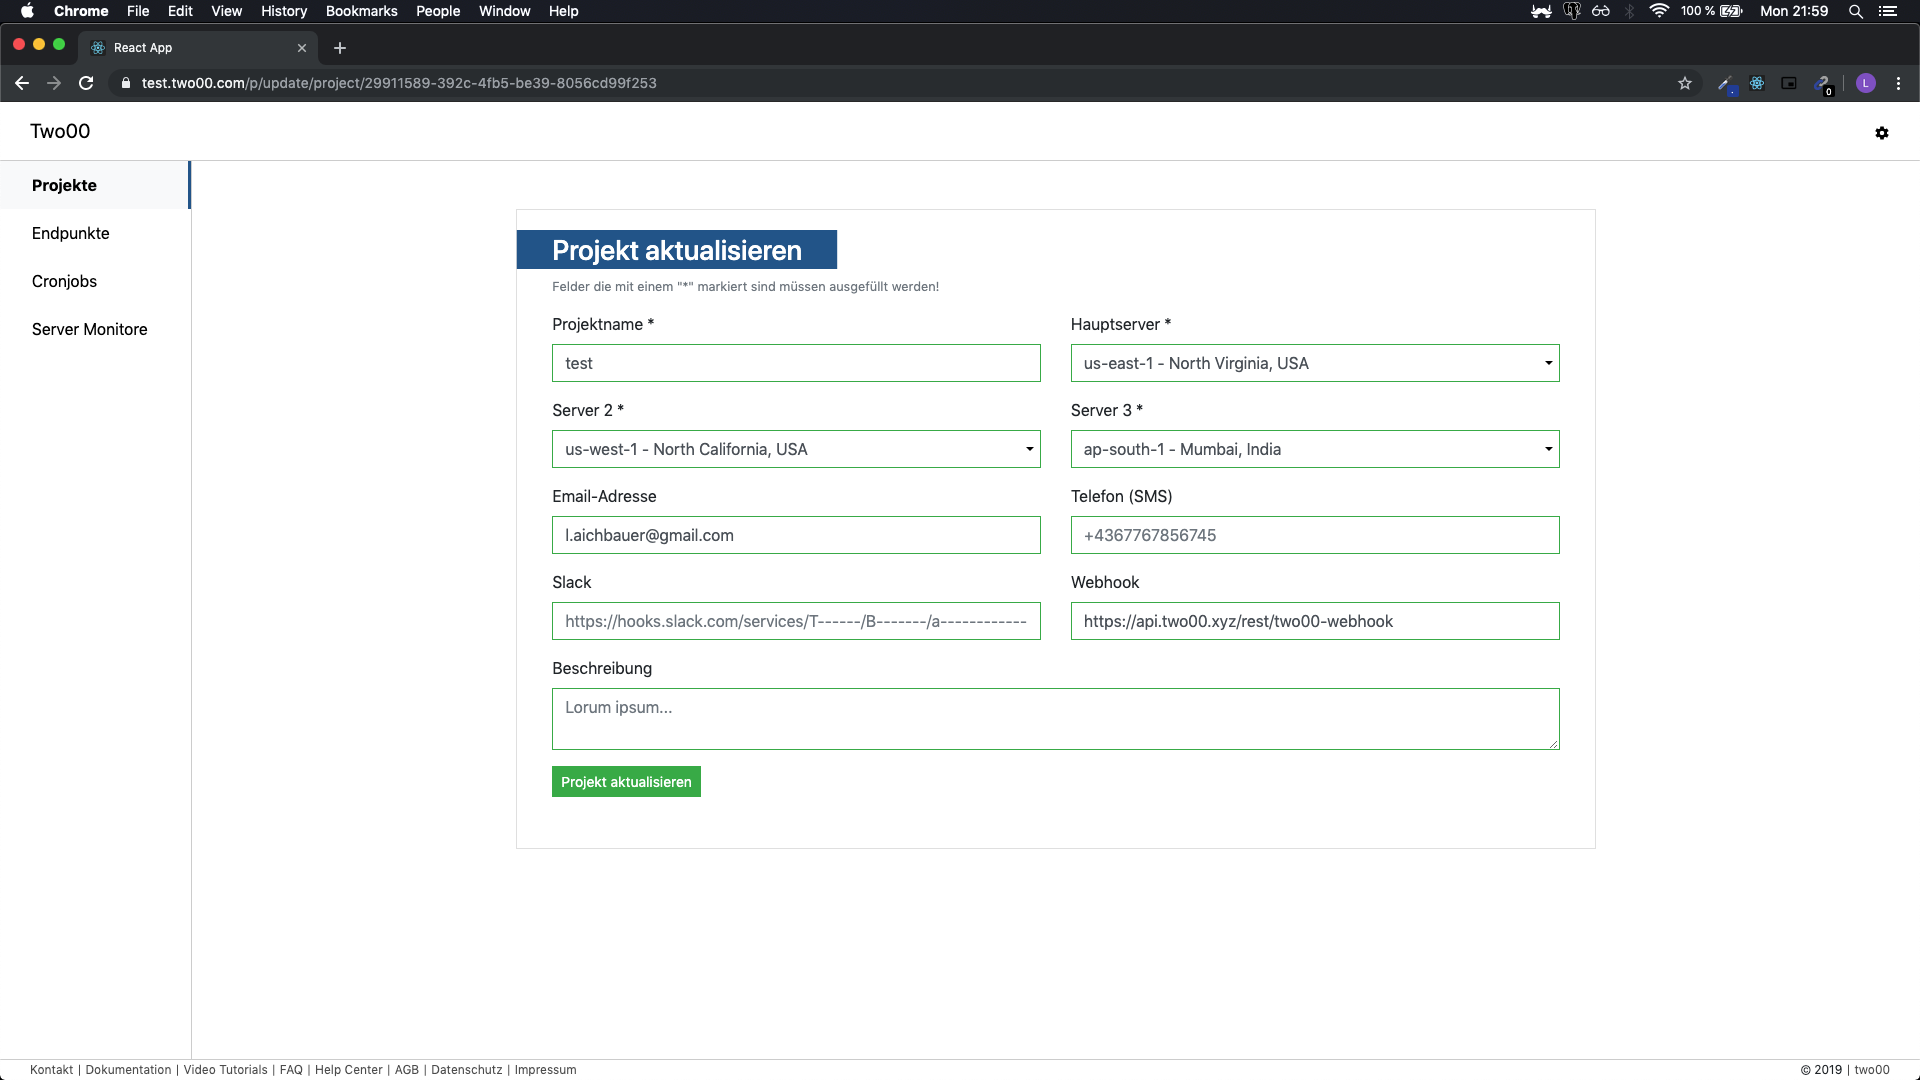 Chrome File Edit View History Bookmarks People Window Help 100 % Mon 21:59
React App
test.two00.com/p/update/project/29911589-392c-4fb5-be39-8056cd99f253 0 L
Two00
Projekte
Endpunkte
Cronjobs
Server Monitore
Projekt aktualisieren
Felder die mit einem "*" markiert sind müssen ausgefüllt werden!
Projektname * Hauptserver *
test us-east-1 - North Virginia, USA
Server 2 * Server 3 *
us-west-1 - North California, USA ap-south-1 - Mumbai, India
Email-Adresse Telefon (SMS)
l.aichbauer@gmail.com +4367767856745
Slack Webhook
https://hooks.slack.com/services/T------/B-------/a------------ https://api.two00.xyz/rest/two00-webhook
Beschreibung
Lorum ipsum...
Projekt aktualisieren
Kontakt | Dokumentation | Video Tutorials | FAQ | Help Center | AGB | Datenschutz | Impressum © 2019 | two00